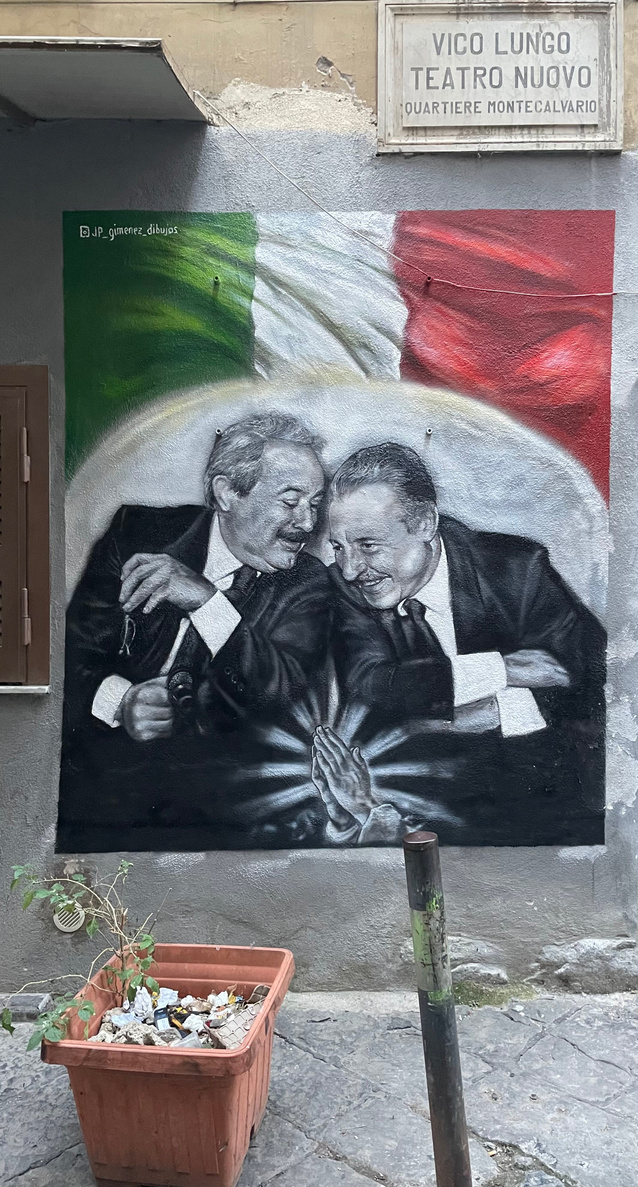 VICO LUNGO
TEATRO NUOVO
QUARTIERE MONTECALVARIO
JP_gimenez_dibujos